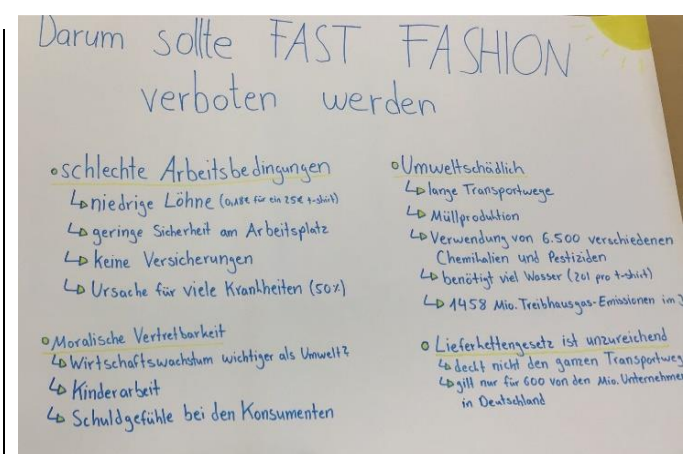 Darum sollte FAST FASHION
verboten werden
schlechte Arbeitsbedingungen
niedrige Löhne (für ein 25€ t-shirt)
geringe Sicherheit am Arbeitsplatz
keine Versicherungen
Ursache für viele Krankheiten (50%)
Moralische Vertretbarkeit
Wirtschaftswachstum wichtiger als Umwelt?
Kinderarbeit
Schuldgefühle bei den Konsumenten
Umweltschädlich
lange Transportwege
Müllproduktion
Verwendung von 6.500 verschiedenen
Chemikalien und Pestiziden
benötigt viel Wasser (20l pro t-shirt)
1458 Mio. Treibhausgas-Emissionen im
Lieferkettengesetz ist unzureichend
deckt nicht den ganzen Transportweg
gilt nur für 600 von den Mio. Unternehmen
in Deutschland